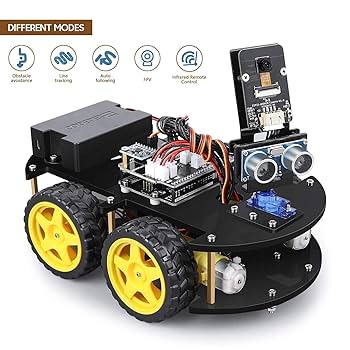 DIFFERENT MODES
Obstacle
avoidance
Line
tracking
Auto
following
FPV
Infrared Remote
Control